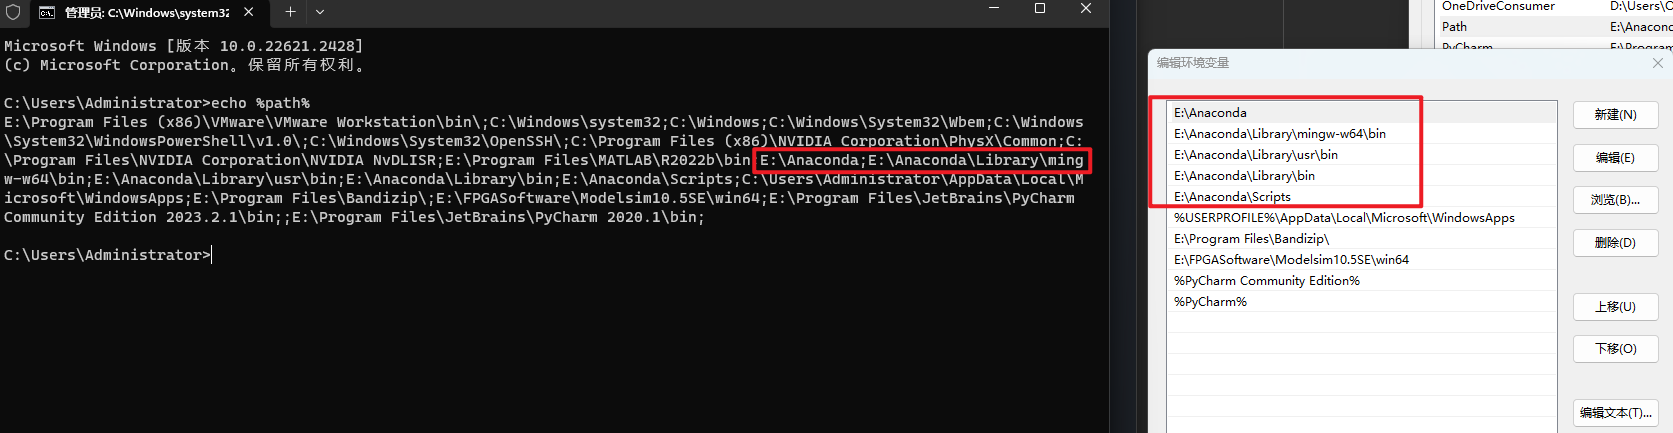 管理员: C:\Windows\system32
Microsoft Windows [版本 10.0.22621.2428]
(c) Microsoft Corporation。保留所有权利。
C:\Users\Administrator>echo %path%
E:\Program Files (x86)\VMware\VMware Workstation\bin\;C:\Windows\system32;C:\Windows;C:\Windows\System32\Wbem;C:\Windows
\System32\WindowsPowerShell\v1.0\;C:\Windows\System32\OpenSSH\;C:\Program Files (x86)\NVIDIA Corporation\PhysX\Common;C:
\Program Files\NVIDIA Corporation\NVIDIA NvDLISR;E:\Program Files\MATLAB\R2022b\bin;E:\Anaconda;E:\Anaconda\Library\ming
w-w64\bin;E:\Anaconda\Library\usr\bin;E:\Anaconda\Library\bin;E:\Anaconda\Scripts;C:\Users\Administrator\AppData\Local\M
icrosoft\WindowsApps;E:\Program Files\Bandizip\;E:\FPGASoftware\Modelsim10.5SE\win64;E:\Program Files\JetBrains\PyCharm
Community Edition 2023.2.1\bin;;E:\Program Files\JetBrains\PyCharm 2020.1\bin;
C:\Users\Administrator>
OneDriveConsumer D:\Users\O
Path E:\Anacond
PyCharm E:\Program
编辑环境变量
E:\Anaconda
E:\Anaconda\Library\mingw-w64\bin
E:\Anaconda\Library\usr\bin
E:\Anaconda\Library\bin
E:\Anaconda\Scripts
%USERPROFILE%\AppData\Local\Microsoft\WindowsApps
E:\Program Files\Bandizip\
E:\FPGASoftware\Modelsim10.5SE\win64
%PyCharm Community Edition%
%PyCharm%
新建(N)
编辑(E)
浏览(B)...
删除(D)
上移(U)
下移(O)
编辑文本(T)...